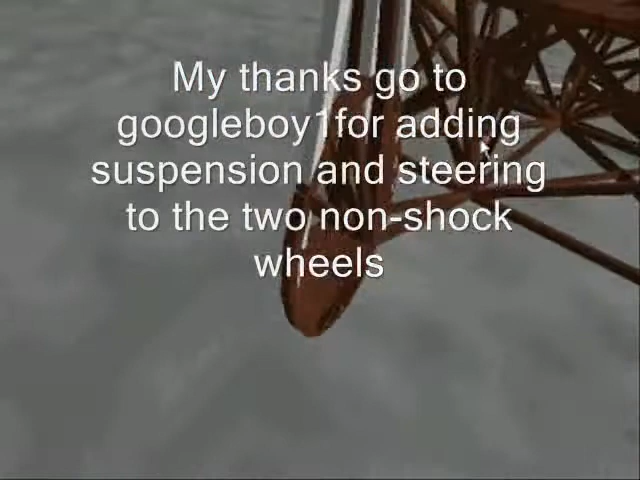 My thanks go to
googleboy1for adding
suspension and steering
to the two non-shock
wheels